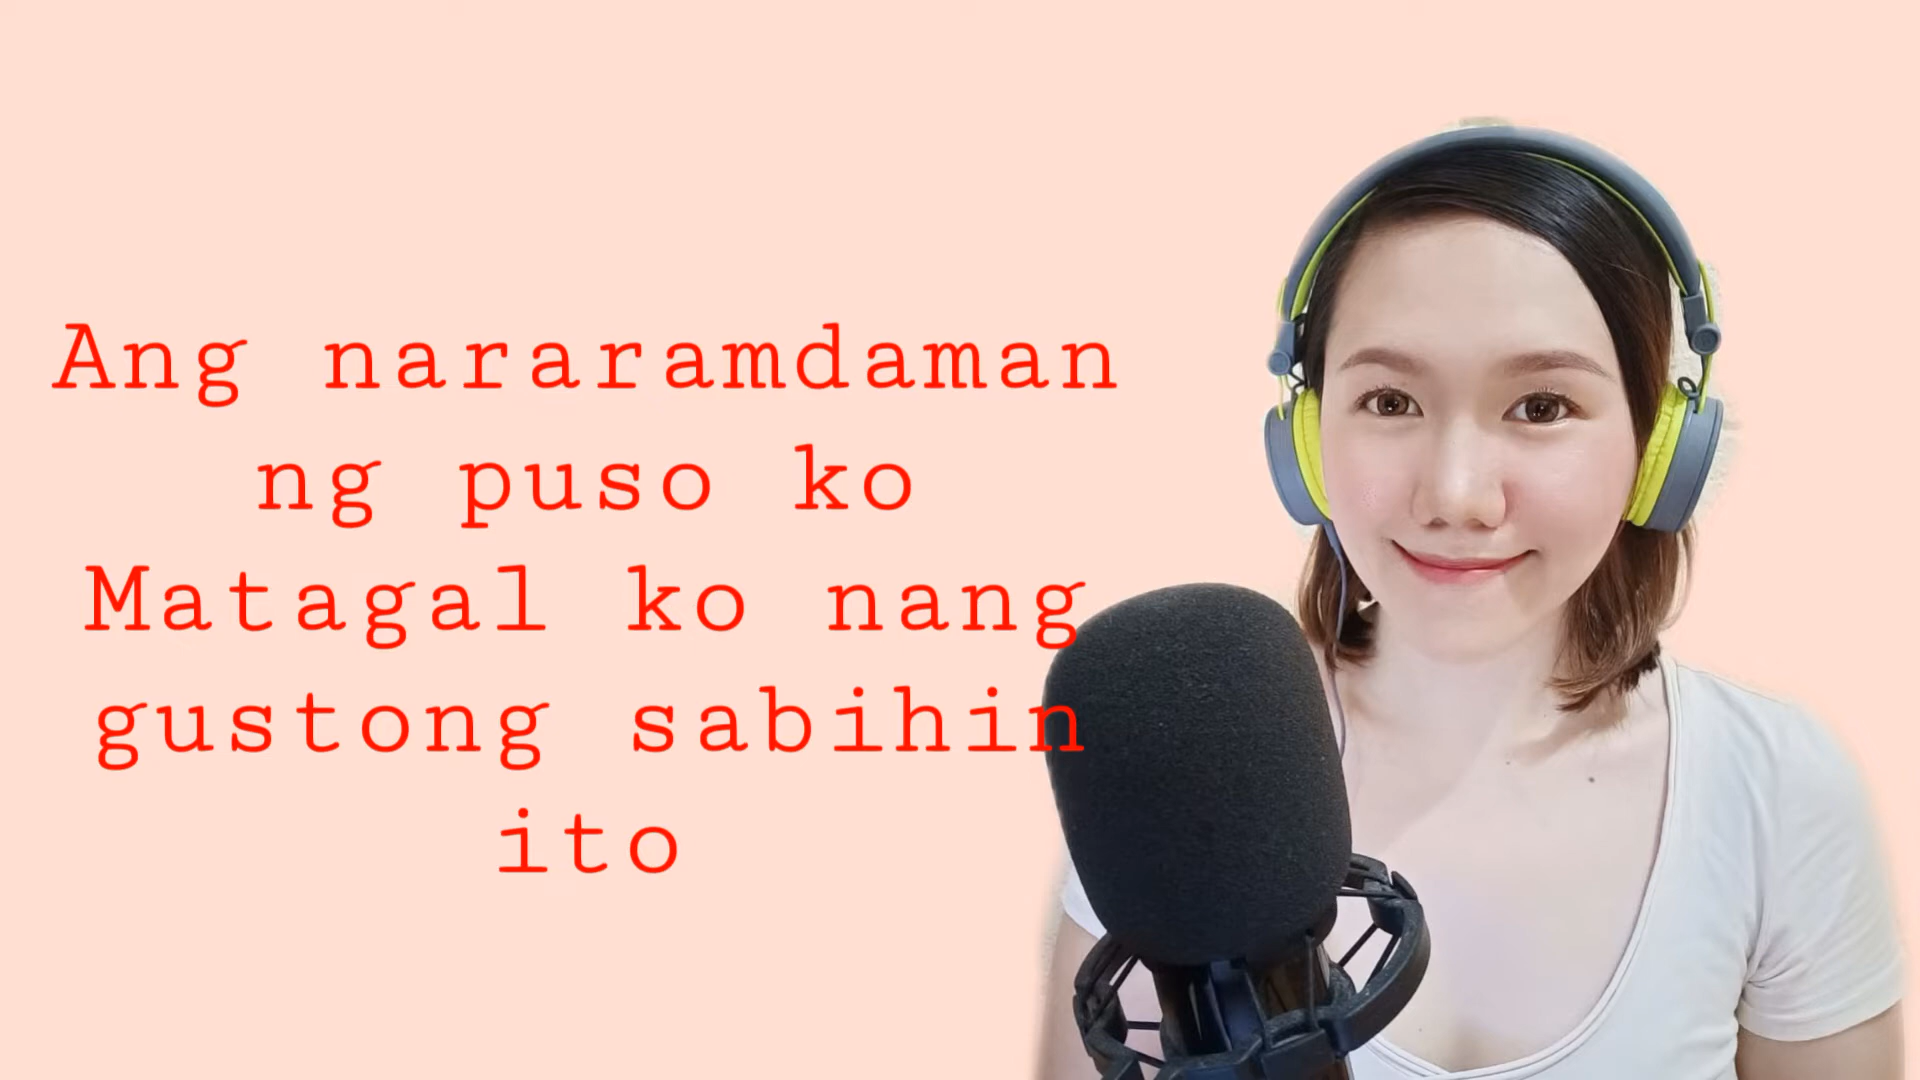 Ang nararamdaman
ng puso ko
Matagal ko nang
gustong sabihin
ito